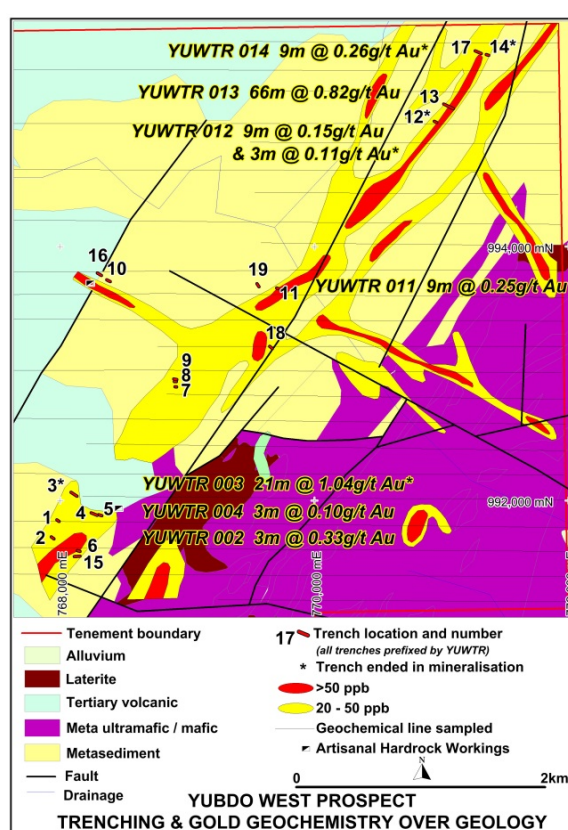 YUWTR 014 9m @ 0.26g/t Au*
17
14*
YUWTR 013 66m @ 0.82g/t Au
13
12*
YUWTR 012 9m @ 0.15g/t Au
& 3m @ 0.11g/t Au*
994,000 mN
16
10
19
11
YUWTR 011 9m @ 0.25g/t Au
18
9
8
7
3*
YUWTR 003 21m @ 1.04g/t Au*
992,000 mN
1
4
5
YUWTR 004 3m @ 0.10g/t Au
2
YUWTR 002 3m @ 0.33g/t Au
6
15
768,000 mE
770,000 mE
Tenement boundary
Alluvium
Laterite
Tertiary volcanic
Meta ultramafic / mafic
Metasediment
Fault
Drainage
17 Trench location and number
(all trenches prefixed by YUWTR)
* Trench ended in mineralisation
>50 ppb
20 - 50 ppb
Geochemical line sampled
Artisanal Hardrock Workings
N
0
2km
YUBDO WEST PROSPECT
TRENCHING & GOLD GEOCHEMISTRY OVER GEOLOGY